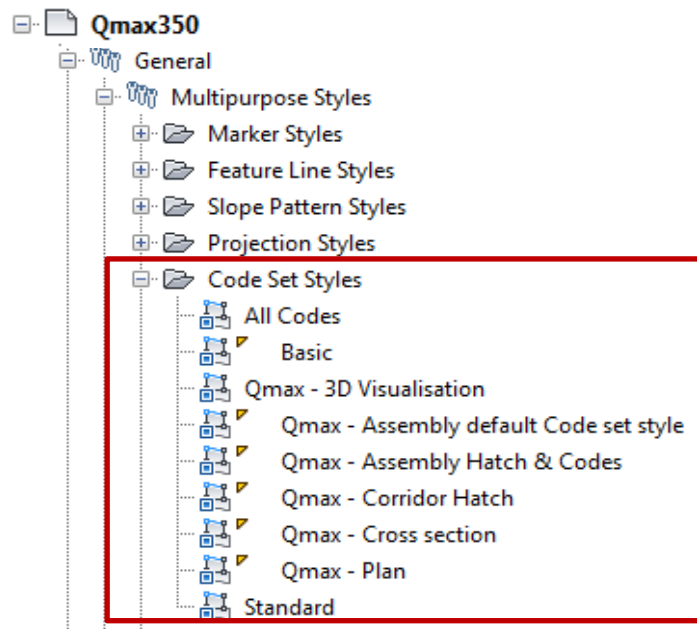 Qmax350
General
Multipurpose Styles
Marker Styles
Feature Line Styles
Slope Pattern Styles
Projection Styles
Code Set Styles
All Codes
Basic
Qmax - 3D Visualisation
Qmax - Assembly default Code set style
Qmax - Assembly Hatch & Codes
Qmax - Corridor Hatch
Qmax - Cross section
Qmax - Plan
Standard